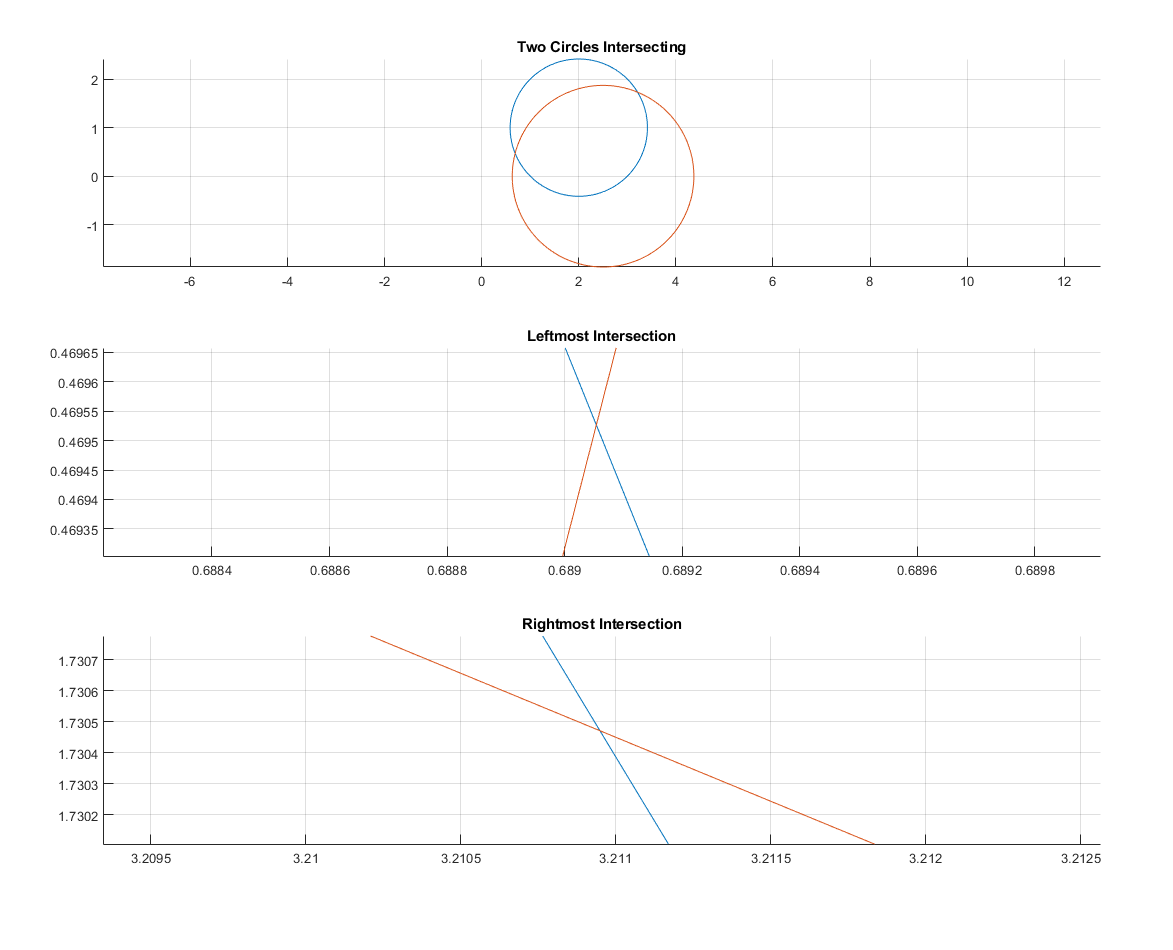 Two Circles Intersecting
2
1
0
-1
-6 -4 -2 0 2 4 6 8 10 12
Leftmost Intersection
0.46965
0.4696
0.46955
0.4695
0.46945
0.4694
0.46935
0.6884 0.6886 0.6888 0.689 0.6892 0.6894 0.6896 0.6898
Rightmost Intersection
1.7307
1.7306
1.7305
1.7304
1.7303
1.7302
3.2095 3.21 3.2105 3.211 3.2115 3.212 3.2125